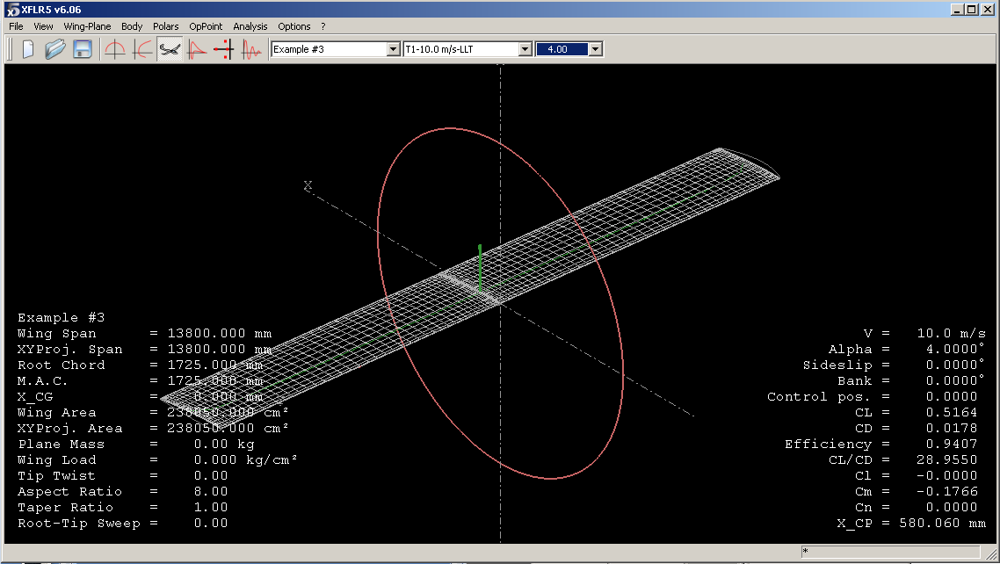 XFLR5 v6.06
File View Wing-Plane Body Polars OpPoint Analysis Options ?
Example #3 T1-10.0 m/s-LLT 4.00
X
Example #3
Wing Span = 13800.000 mm
XYProj. Span = 13800.000 mm
Root Chord = 1725.000 mm
M.A.C. = 1725.000 mm
X_CG = 0.000 mm
Wing Area = 238050.000 cm²
XYProj. Area = 238050.000 cm²
Plane Mass = 0.00 kg
Wing Load = 0.000 kg/cm²
Tip Twist = 0.00
Aspect Ratio = 8.00
Taper Ratio = 1.00
Root-Tip Sweep = 0.00
V = 10.0 m/s
Alpha = 4.0000°
Sideslip = 0.0000°
Bank = 0.0000°
Control pos. = 0.0000
CL = 0.5164
CD = 0.0178
Efficiency = 0.9407
CL/CD = 28.9550
Cl = -0.0000
Cm = -0.1766
Cn = 0.0000
X_CP = 580.060 mm
*